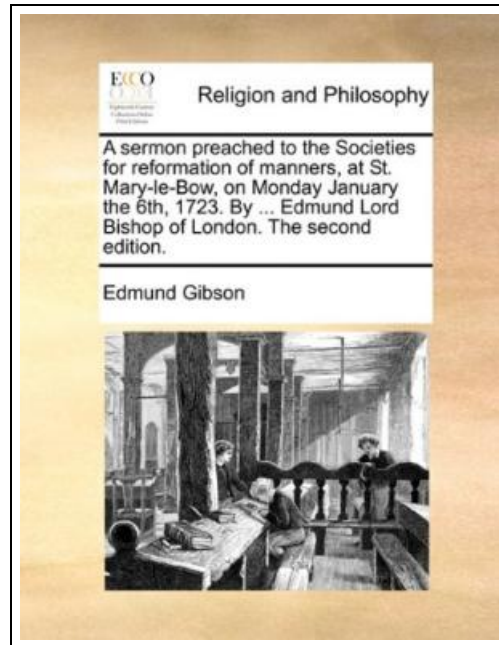 ECCO
Religion and Philosophy
A sermon preached to the Societies
for reformation of manners, at St.
Mary-le-Bow, on Monday January
the 6th, 1723. By ... Edmund Lord
Bishop of London. The second
edition.
Edmund Gibson